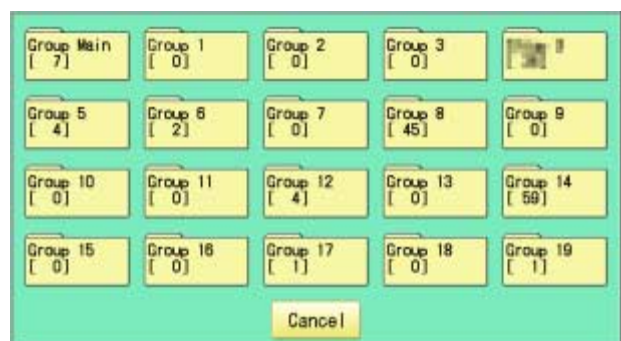 Group Main
[ 7]
Group 1
[ 0]
Group 2
[ 0]
Group 3
[ 0]
Group 5
[ 4]
Group 6
[ 2]
Group 7
[ 0]
Group 8
[ 45]
Group 9
[ 0]
Group 10
[ 0]
Group 11
[ 0]
Group 12
[ 4]
Group 13
[ 0]
Group 14
[ 59]
Group 15
[ 0]
Group 16
[ 0]
Group 17
[ 1]
Group 18
[ 0]
Group 19
[ 1]
Cancel